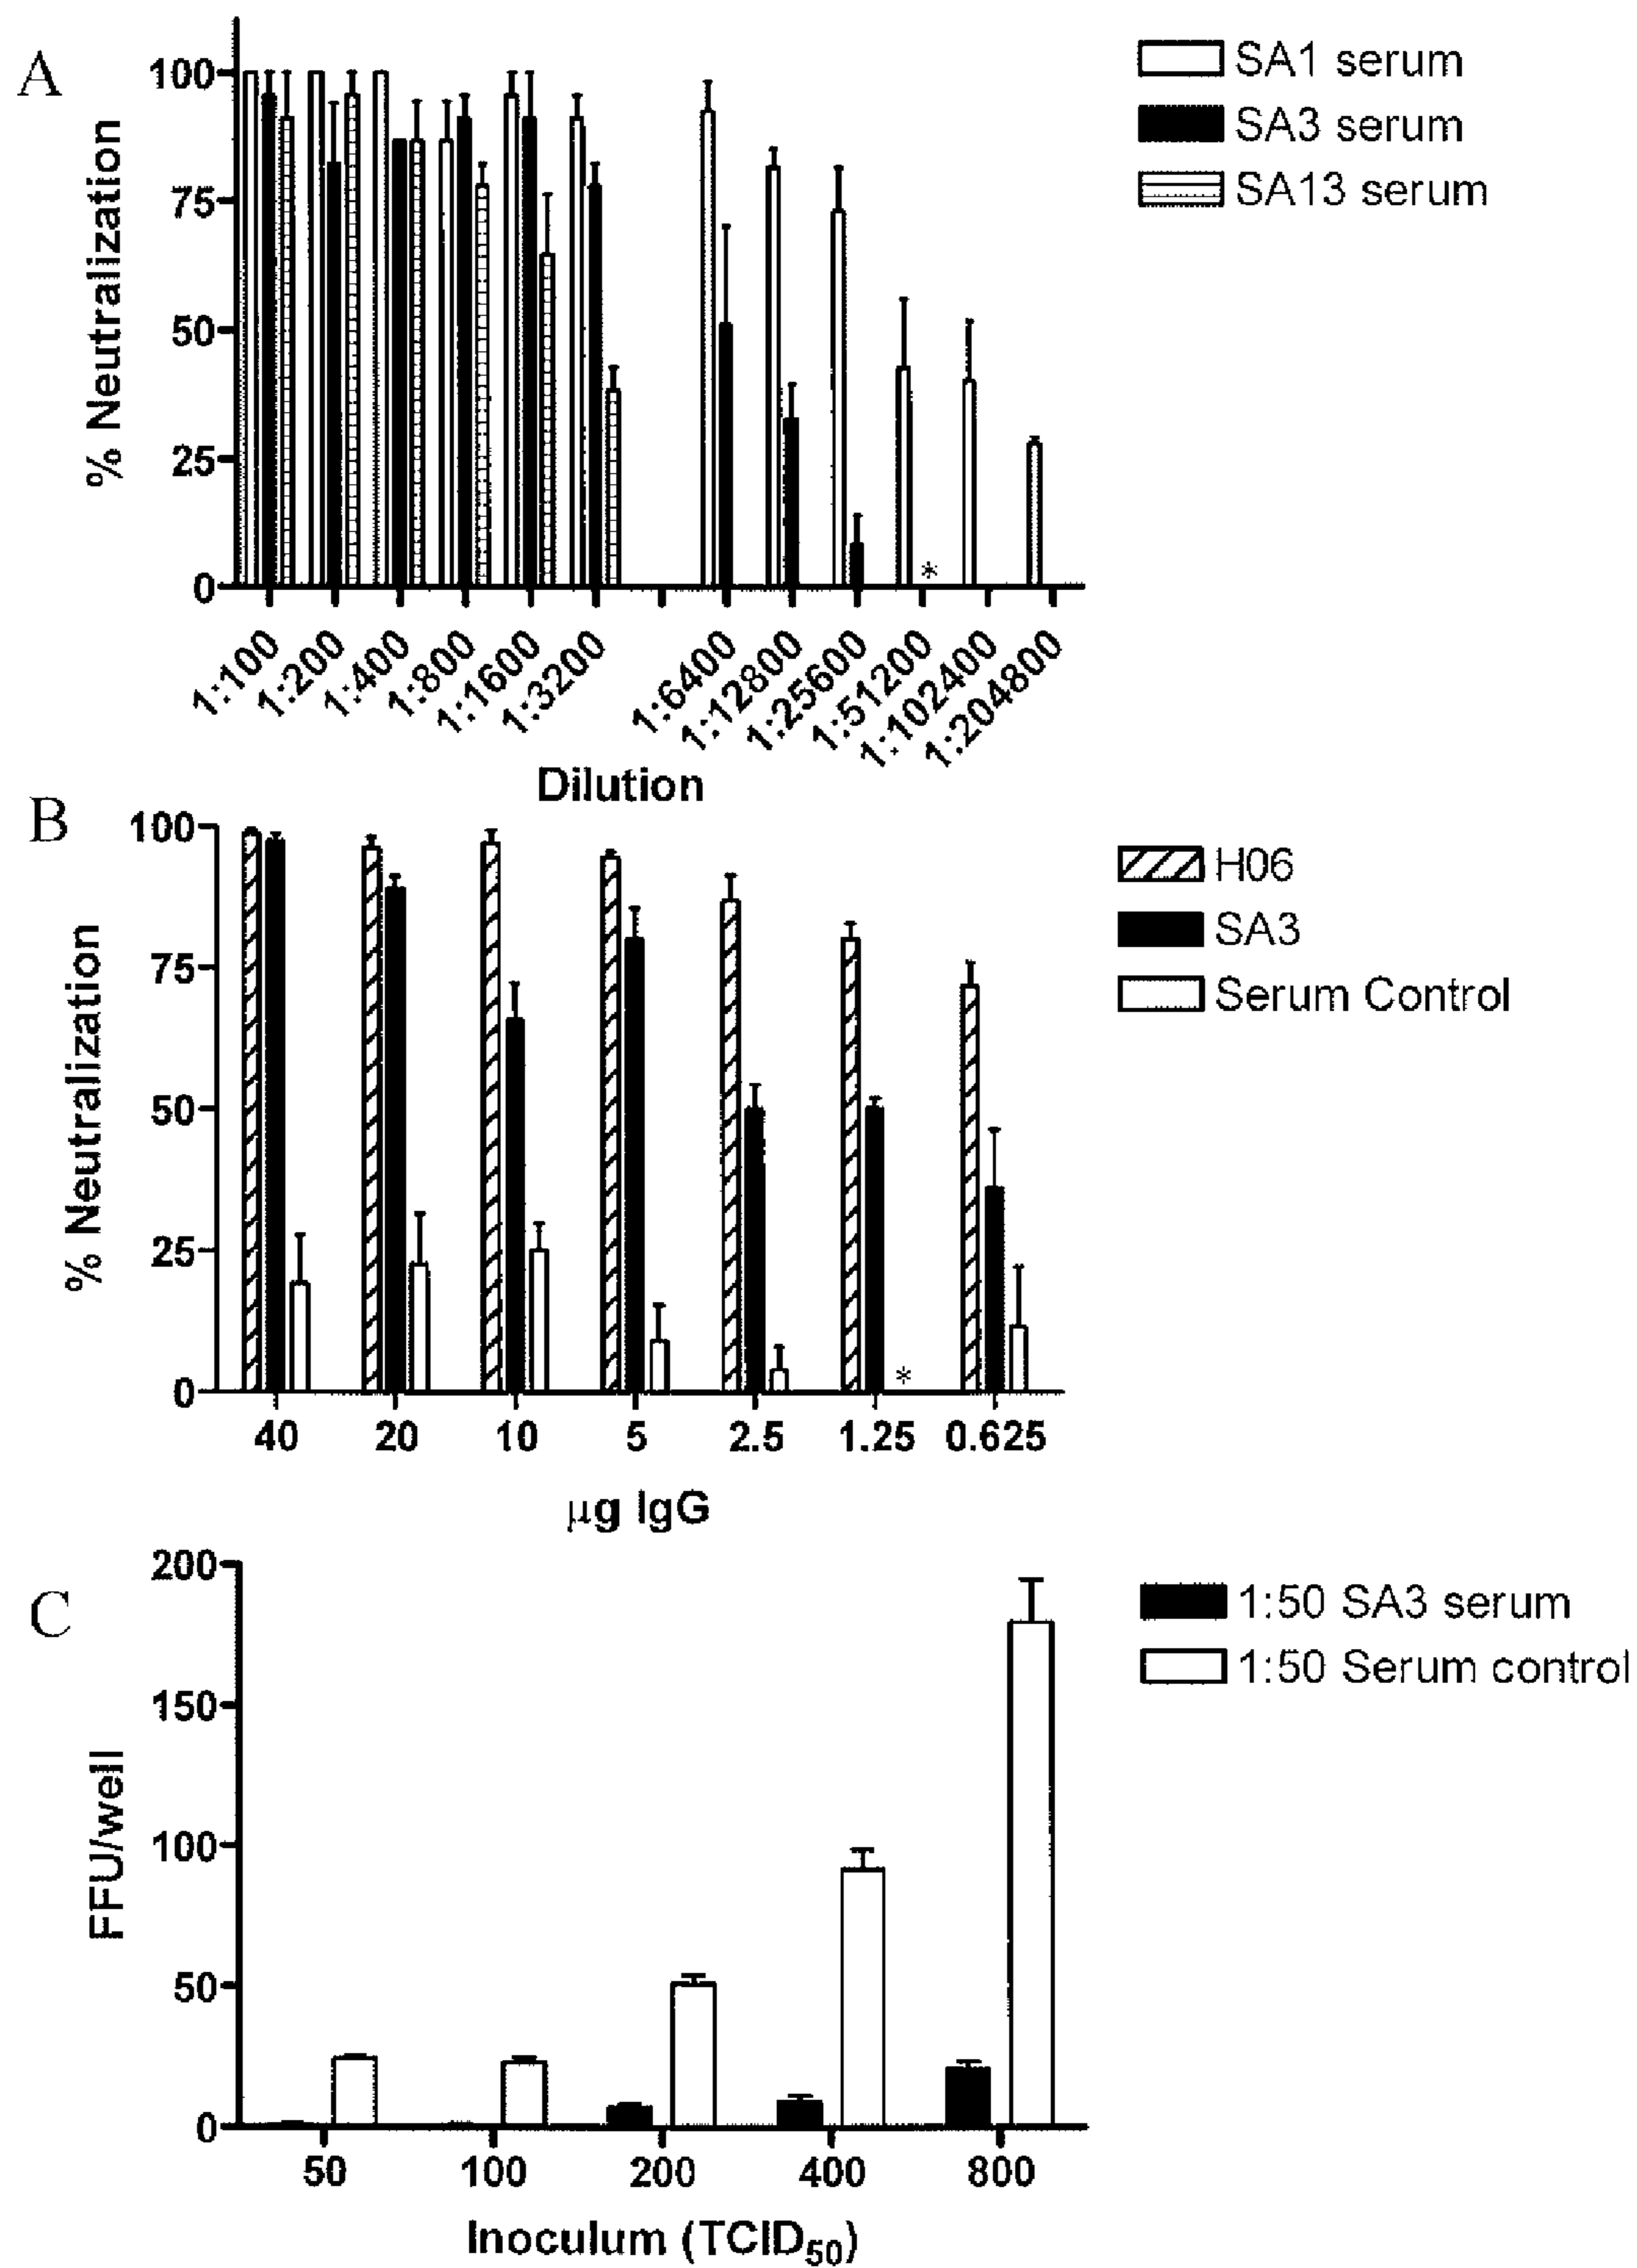 A
% Neutralization
100
75
50
25
0
1:100
1:200
1:400
1:800
1:1600
1:3200
1:6400
1:12800
1:25600
1:51200
1:102400
1:204800
*
Dilution
SA1 serum
SA3 serum
SA13 serum
B
% Neutralization
100
75
50
25
0
*
40 20 10 5 2.5 1.25 0.625
µg IgG
H06
SA3
Serum Control
C
FFU/well
200
150
100
50
0
50 100 200 400 800
Inoculum (TCID50)
1:50 SA3 serum
1:50 Serum control